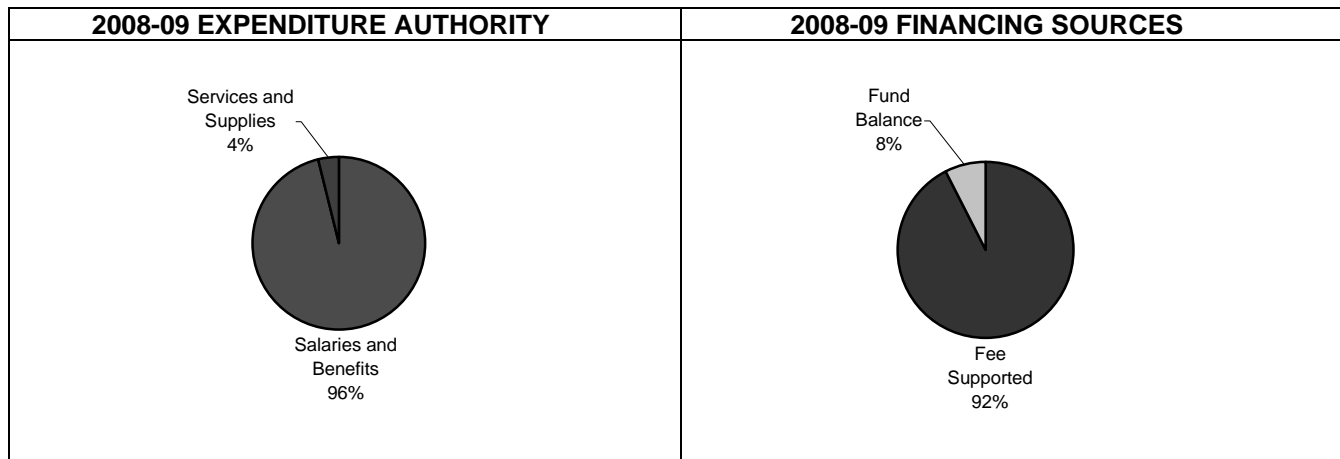 2008-09 EXPENDITURE AUTHORITY
Services and
Supplies
4%
Salaries and
Benefits
96%
2008-09 FINANCING SOURCES
Fund
Balance
8%
Fee
Supported
92%